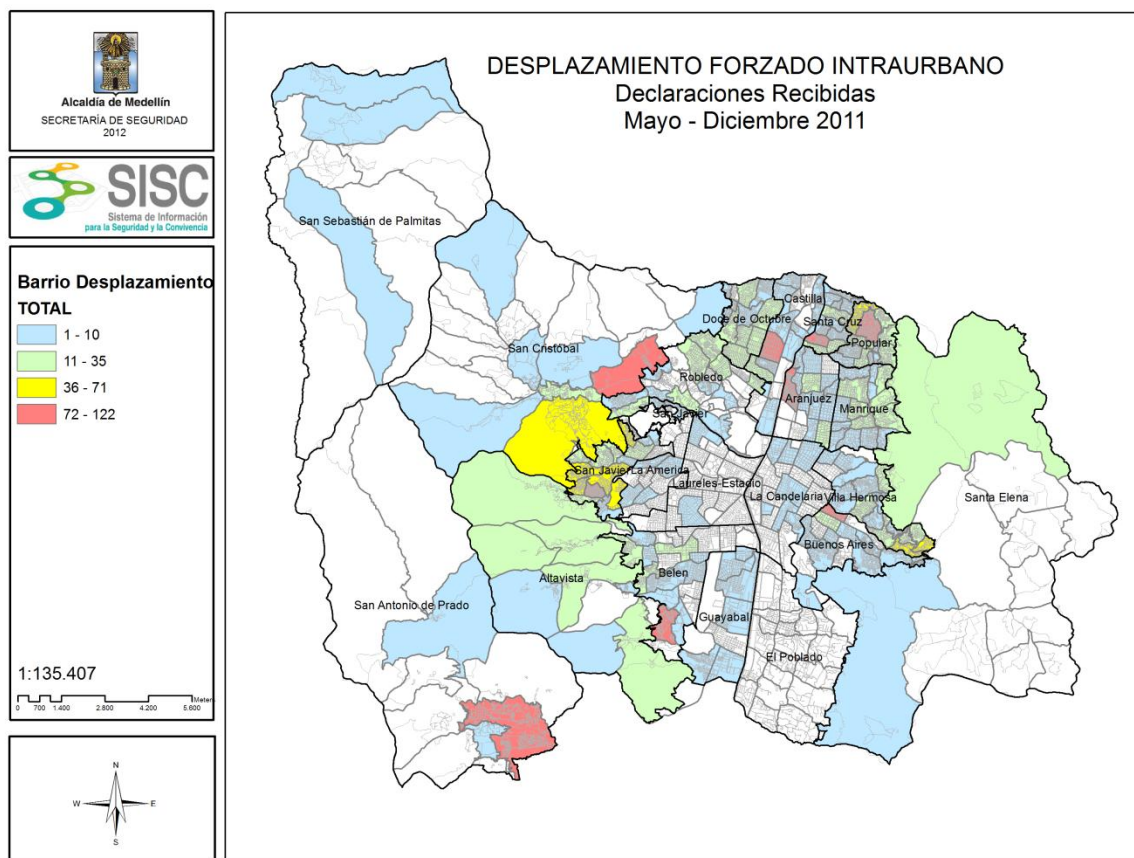 Alcaldía de Medellín
SECRETARÍA DE SEGURIDAD
2012
SISC
Sistema de Información
para la Seguridad y la Convivencia
Barrio Desplazamiento
TOTAL
1 - 10
11 - 35
36 - 71
72 - 122
1:135.407
Meters
0 700 1.400 2.800 4.200 5.600
N
W E
S
DESPLAZAMIENTO FORZADO INTRAURBANO
Declaraciones Recibidas
Mayo - Diciembre 2011
San Sebastián de Palmitas
Castilla
Doce de Octubre
Santa Cruz
Popular
San Cristóbal
Robledo
Aranjuez
Manrique
San Javier
San Javier
La America
Laureles-Estadio
La Candelaria
Villa Hermosa
Santa Elena
Buenos Aires
Altavista
Belen
San Antonio de Prado
Guayabal
El Poblado